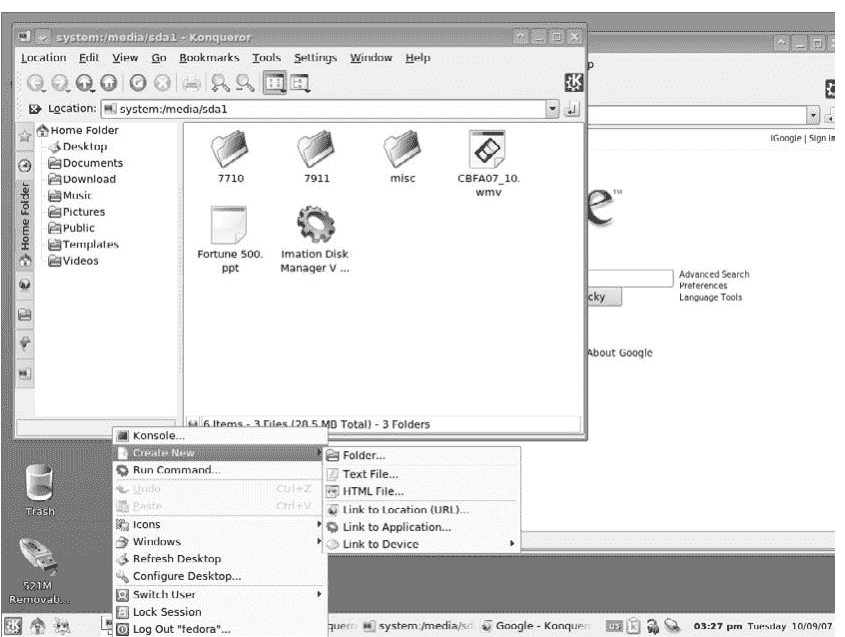 system:/media/sda1 - Konqueror
Location Edit View Go Bookmarks Tools Settings Window Help
Location: system:/media/sda1
Home Folder
Desktop
Documents
Download
Music
Pictures
Public
Templates
Videos
Home Folder
7710
7911
misc
CBFA07_10.
wmv
Fortune 500.
ppt
Imation Disk
Manager V ...
6 Items - 3 Files (28.5 MB Total) - 3 Folders
p
iGoogle | Sign in
e™
Advanced Search
Preferences
Language Tools
cky
About Google
Trash
521M
Removab...
Konsole...
Create New
Run Command...
Undo Ctrl+Z
Paste Ctrl+V
Icons
Windows
Refresh Desktop
Configure Desktop...
Switch User
Lock Session
Log Out "fedora"...
Folder...
Text File...
HTML File...
Link to Location (URL)...
Link to Application...
Link to Device
quero system:/media/sd Google - Konquer us 03:27 pm Tuesday 10/09/07